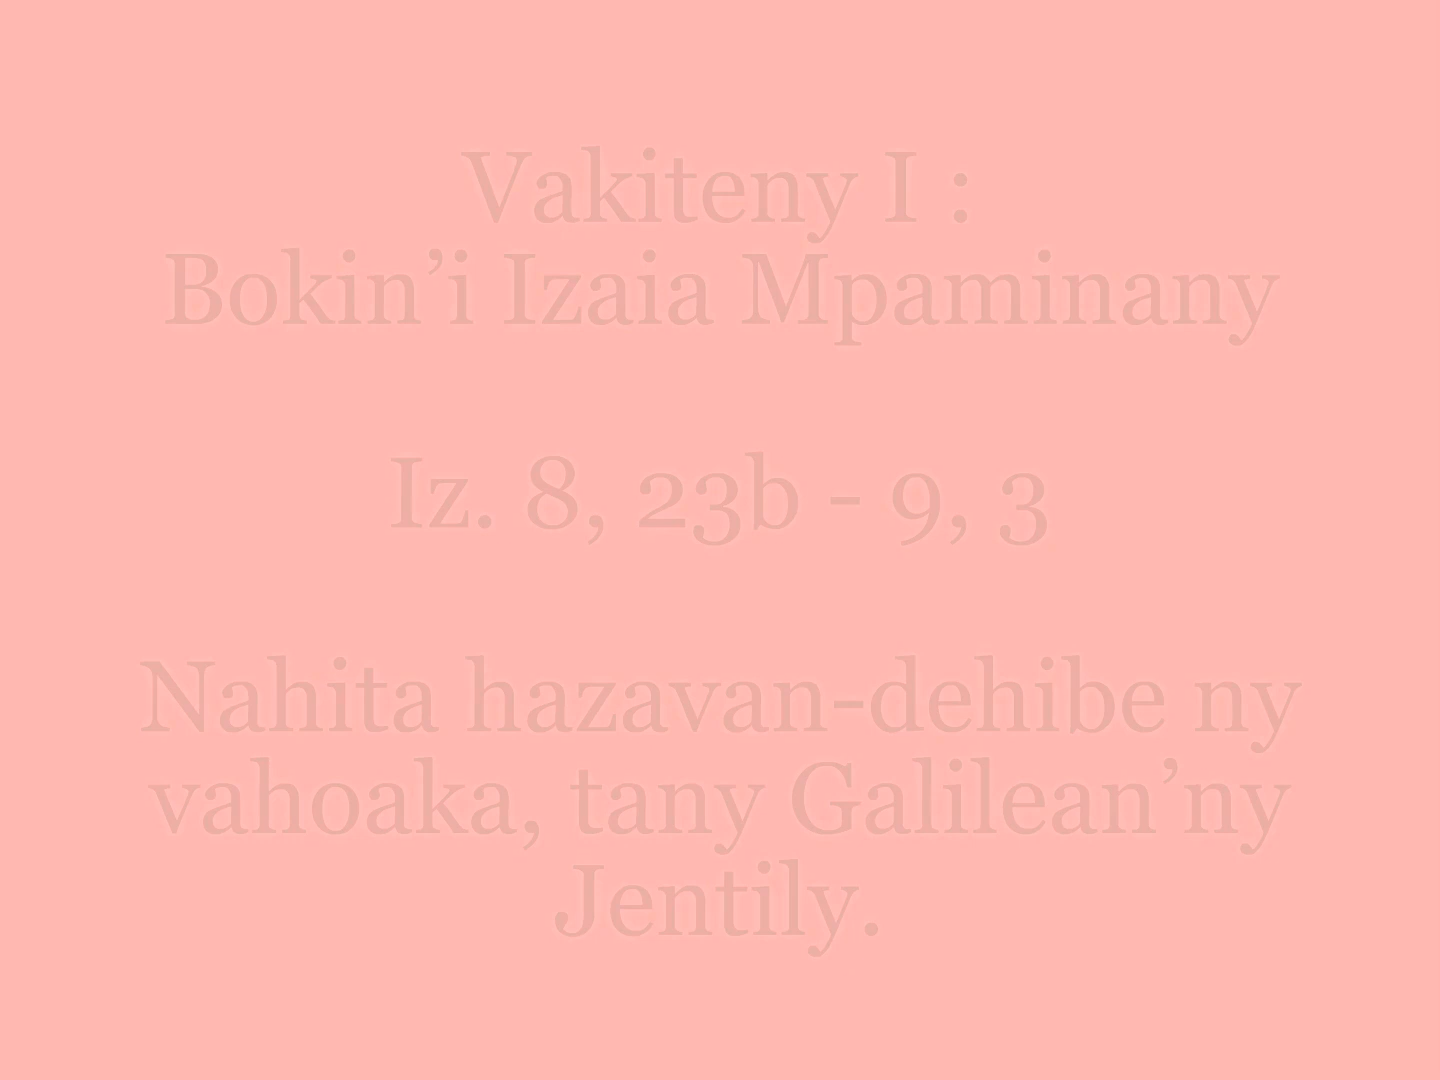 Vakiteny I :
Bokin’i Izaia Mpaminany
Iz. 8, 23b - 9, 3
Nahita hazavan-dehibe ny
vahoaka, tany Galilean’ny
Jentily.